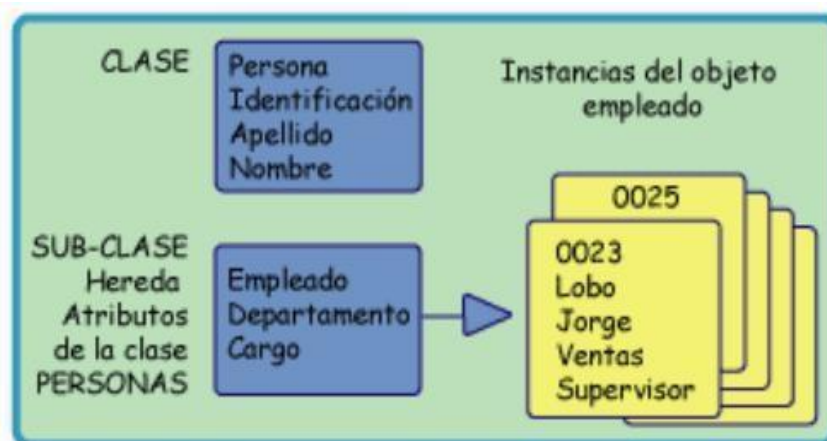 CLASE
Persona
Identificación
Apellido
Nombre
Instancias del objeto
empleado
SUB-CLASE
Hereda
Atributos
de la clase
PERSONAS
Empleado
Departamento
Cargo
0025
0023
Lobo
Jorge
Ventas
Supervisor